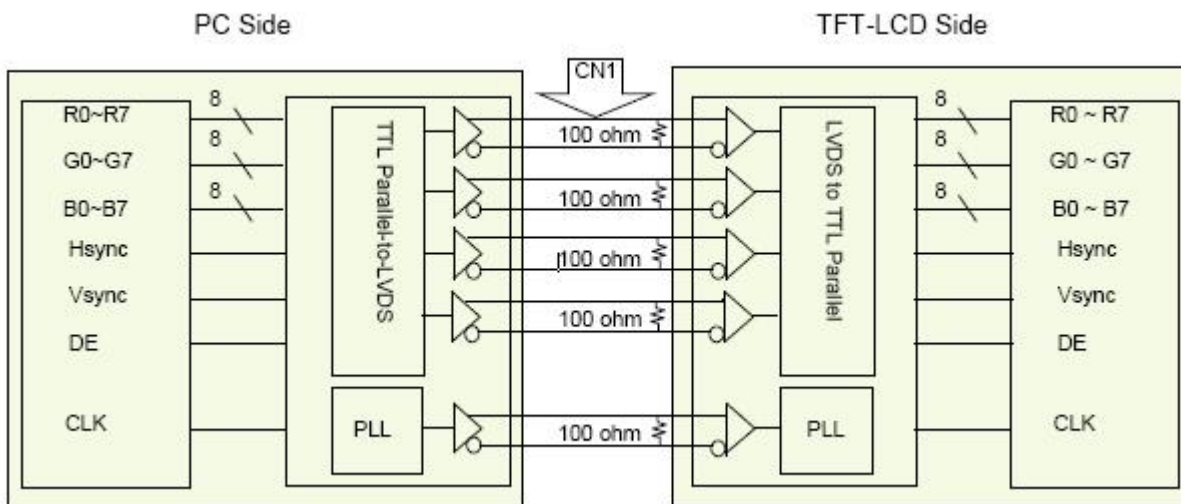 PC Side
TFT-LCD Side
CN1
R0~R7
8
G0~G7
8
B0~B7
8
Hsync
Vsync
DE
CLK
TTL Parallel-to-LVDS
PLL
100 ohm
100 ohm
100 ohm
100 ohm
100 ohm
LVDS to TTL Parallel
PLL
8
R0 ~ R7
8
G0 ~ G7
8
B0 ~ B7
Hsync
Vsync
DE
CLK